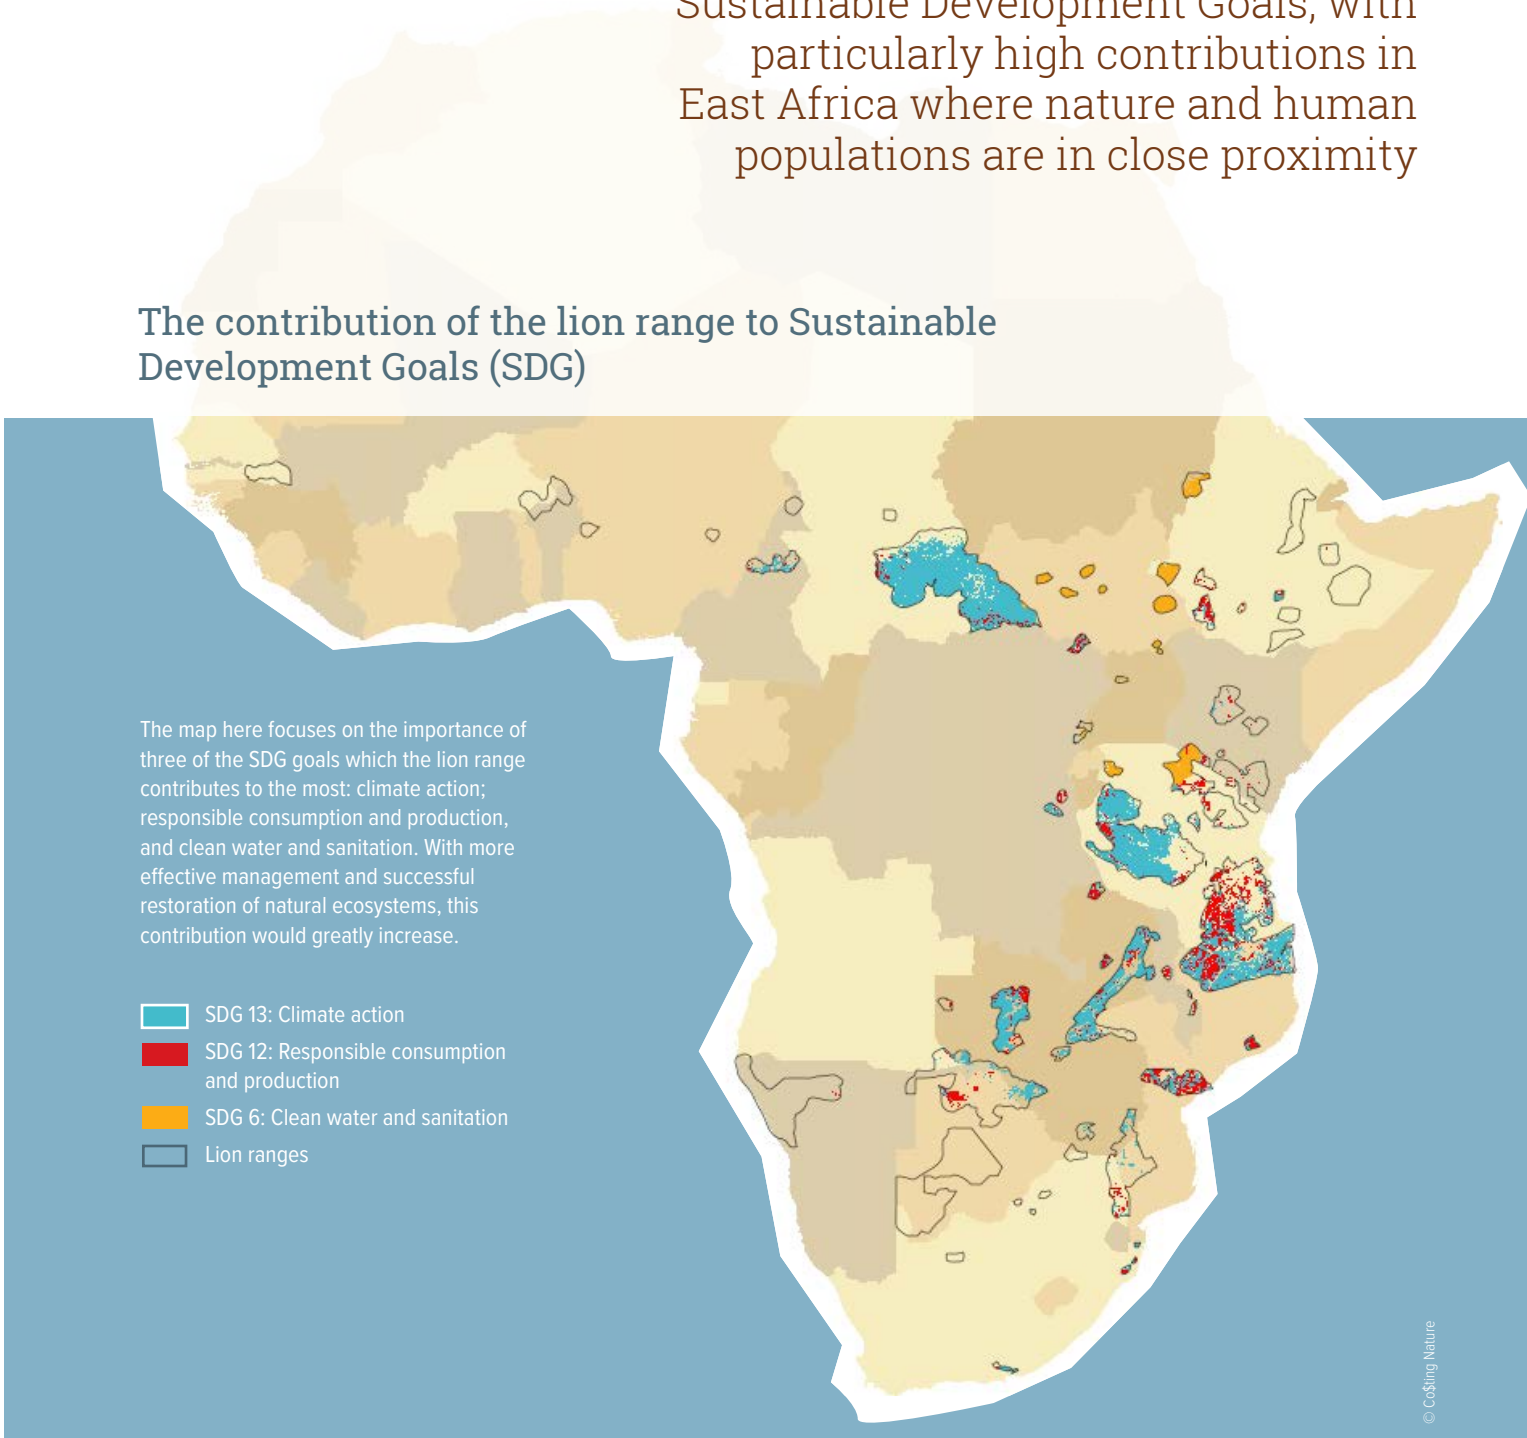 Sustainable Development Goals, with
particularly high contributions in
East Africa where nature and human
populations are in close proximity
The contribution of the lion range to Sustainable
Development Goals (SDG)
The map here focuses on the importance of
three of the SDG goals which the lion range
contributes to the most: climate action;
responsible consumption and production,
and clean water and sanitation. With more
effective management and successful
restoration of natural ecosystems, this
contribution would greatly increase.
SDG 13: Climate action
SDG 12: Responsible consumption
and production
SDG 6: Clean water and sanitation
Lion ranges
© Co$ting Nature